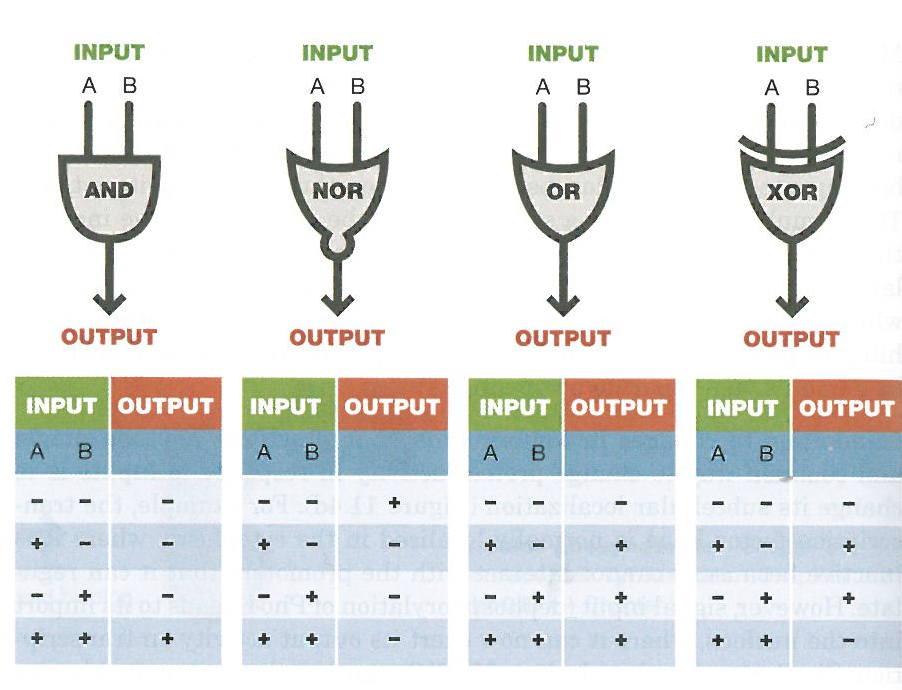 INPUT INPUT INPUT INPUT
A B A B A B A B
AND NOR OR XOR
OUTPUT OUTPUT OUTPUT OUTPUT
INPUT OUTPUT INPUT OUTPUT INPUT OUTPUT INPUT OUTPUT
A B A B A B A B
- - - - - + - - - - - -
+ - - + - - + - + + - +
- + - - + - - + + - + +
+ + + + + - + + + + + -